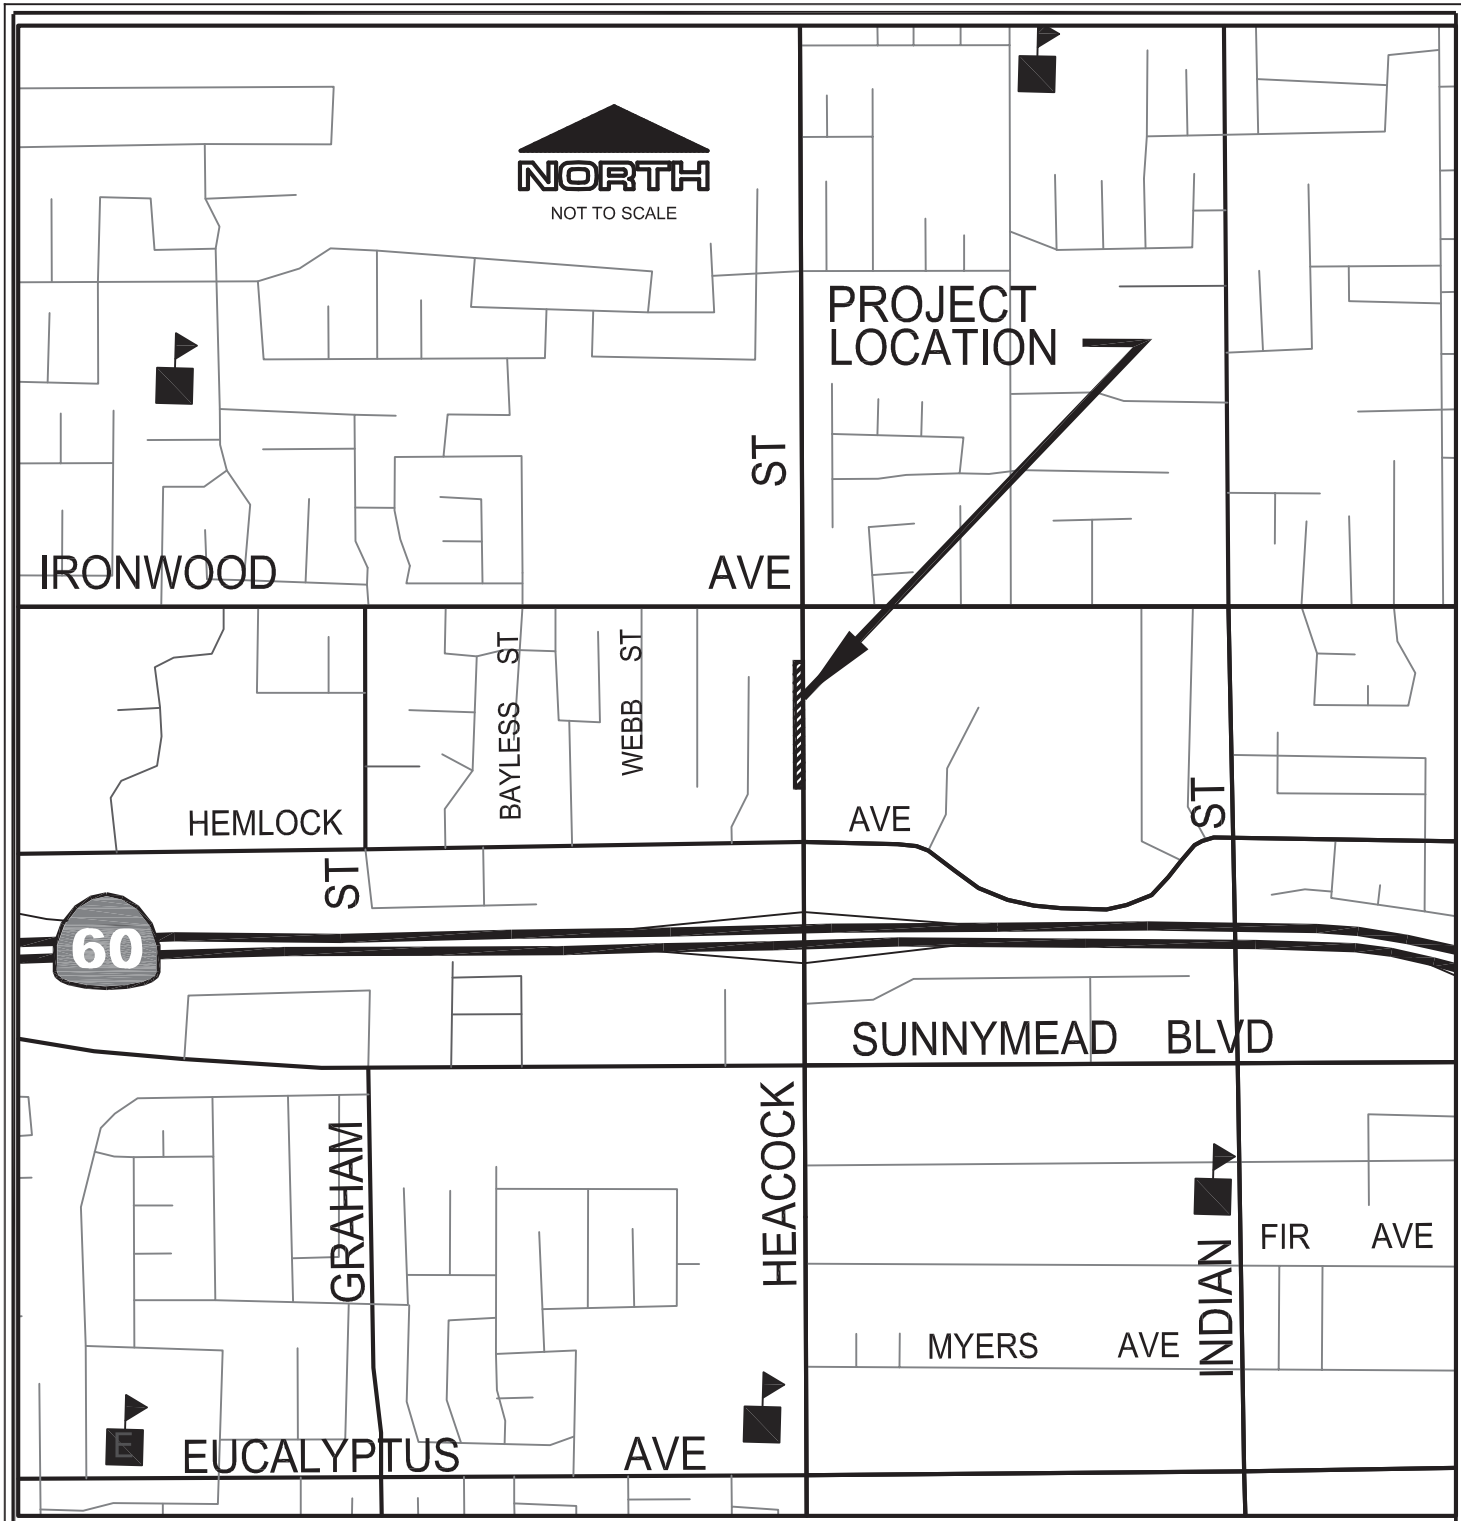 NORTH
NOT TO SCALE
PROJECT
LOCATION
ST
IRONWOOD AVE
BAYLESS ST
WEBB ST
HEMLOCK AVE
ST
ST
60
SUNNYMEAD BLVD
GRAHAM
HEACOCK
INDIAN
FIR AVE
MYERS AVE
E
EUCALYPTUS AVE